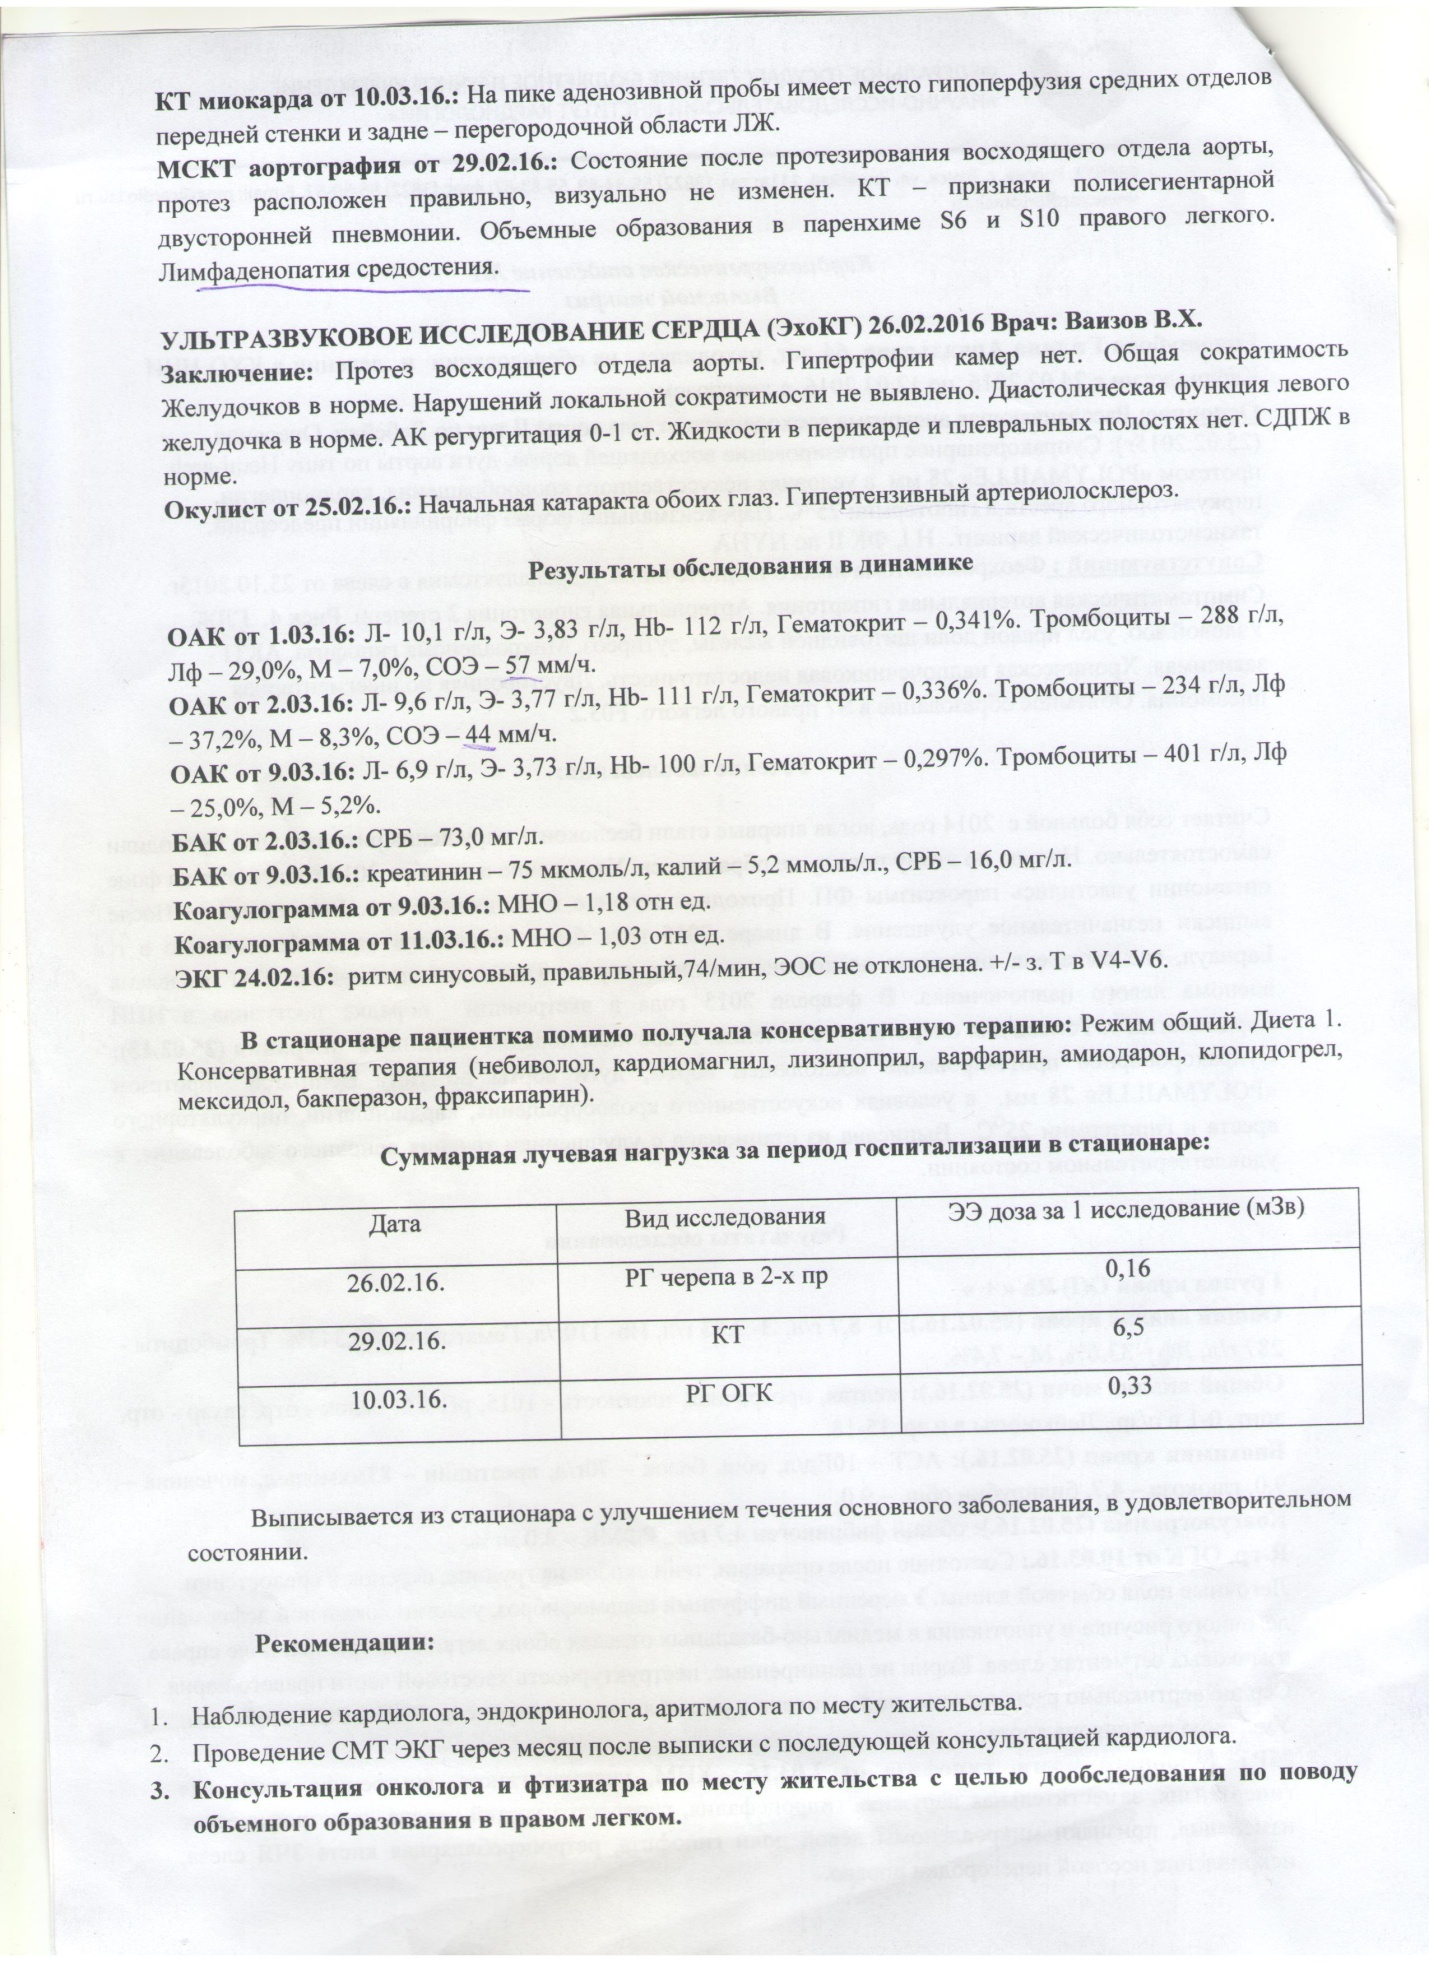 КТ миокарда от 10.03.16.: На пике аденозивной пробы имеет место гипоперфузия средних отделов
передней стенки и задне – перегородочной области ЛЖ.
МСКТ аортография от 29.02.16.: Состояние после протезирования восходящего отдела аорты,
протез расположен правильно, визуально не изменен. КТ – признаки полисегиентарной
двусторонней пневмонии. Объемные образования в паренхиме S6 и S10 правого легкого.
Лимфаденопатия средостения.
УЛЬТРАЗВУКОВОЕ ИССЛЕДОВАНИЕ СЕРДЦА (ЭхоКГ) 26.02.2016 Врач: Ваизов В.Х.
Заключение: Протез восходящего отдела аорты. Гипертрофии камер нет. Общая сократимость
Желудочков в норме. Нарушений локальной сократимости не выявлено. Диастолическая функция левого
желудочка в норме. АК регургитация 0-1 ст. Жидкости в перикарде и плевральных полостях нет. СДПЖ в
норме.
Окулист от 25.02.16.: Начальная катаракта обоих глаз. Гипертензивный артериолосклероз.
Результаты обследования в динамике
ОАК от 1.03.16: Л- 10,1 г/л, Э- 3,83 г/л, Hb- 112 г/л, Гематокрит – 0,341%. Тромбоциты – 288 г/л,
Лф – 29,0%, М – 7,0%, СОЭ – 57 мм/ч.
ОАК от 2.03.16: Л- 9,6 г/л, Э- 3,77 г/л, Hb- 111 г/л, Гематокрит – 0,336%. Тромбоциты – 234 г/л, Лф
– 37,2%, М – 8,3%, СОЭ – 44 мм/ч.
ОАК от 9.03.16: Л- 6,9 г/л, Э- 3,73 г/л, Hb- 100 г/л, Гематокрит – 0,297%. Тромбоциты – 401 г/л, Лф
– 25,0%, М – 5,2%.
БАК от 2.03.16.: СРБ – 73,0 мг/л.
БАК от 9.03.16.: креатинин – 75 мкмоль/л, калий – 5,2 ммоль/л., СРБ – 16,0 мг/л.
Коагулограмма от 9.03.16.: МНО – 1,18 отн ед.
Коагулограмма от 11.03.16.: МНО – 1,03 отн ед.
ЭКГ 24.02.16: ритм синусовый, правильный,74/мин, ЭОС не отклонена. +/- з. Т в V4-V6.
В стационаре пациентка помимо получала консервативную терапию: Режим общий. Диета 1.
Консервативная терапия (небиволол, кардиомагнил, лизиноприл, варфарин, амиодарон, клопидогрел,
мексидол, бакперазон, фраксипарин).
Суммарная лучевая нагрузка за период госпитализации в стационаре:
Дата Вид исследования ЭЭ доза за 1 исследование (мЗв)
26.02.16. РГ черепа в 2-х пр 0,16
29.02.16. КТ 6,5
10.03.16. РГ ОГК 0,33
Выписывается из стационара с улучшением течения основного заболевания, в удовлетворительном
состоянии.
Рекомендации:
1. Наблюдение кардиолога, эндокринолога, аритмолога по месту жительства.
2. Проведение СМТ ЭКГ через месяц после выписки с последующей консультацией кардиолога.
3. Консультация онколога и фтизиатра по месту жительства с целью дообследования по поводу
объемного образования в правом легком.